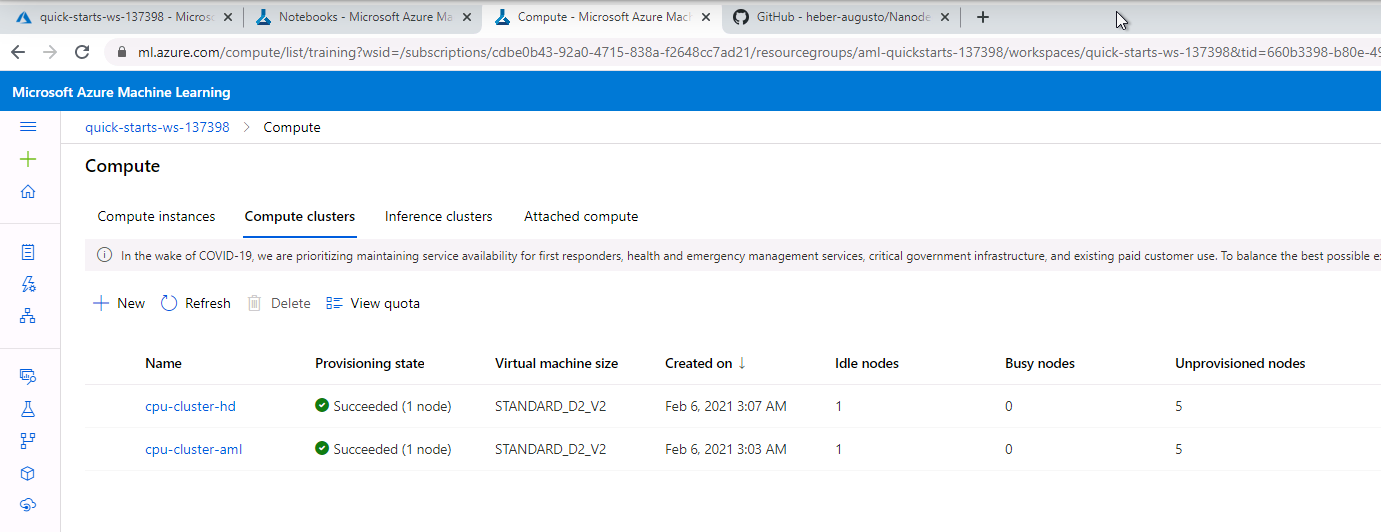 quick-starts-ws-137398 - Microso
Notebooks - Microsoft Azure Ma
Compute - Microsoft Azure Mach
GitHub - heber-augusto/Nanode
ml.azure.com/compute/list/training?wsid=/subscriptions/cdbe0b43-92a0-4715-838a-f2648cc7ad21/resourcegroups/aml-quickstarts-137398/workspaces/quick-starts-ws-137398&tid=660b3398-b80e-49
Microsoft Azure Machine Learning
quick-starts-ws-137398 > Compute
Compute
Compute instances Compute clusters Inference clusters Attached compute
In the wake of COVID-19, we are prioritizing maintaining service availability for first responders, health and emergency management services, critical government infrastructure, and existing paid customer use. To balance the best possible ex
New Refresh Delete View quota
Name Provisioning state Virtual machine size Created on ↓ Idle nodes Busy nodes Unprovisioned nodes
cpu-cluster-hd Succeeded (1 node) STANDARD_D2_V2 Feb 6, 2021 3:07 AM 1 0 5
cpu-cluster-aml Succeeded (1 node) STANDARD_D2_V2 Feb 6, 2021 3:03 AM 1 0 5